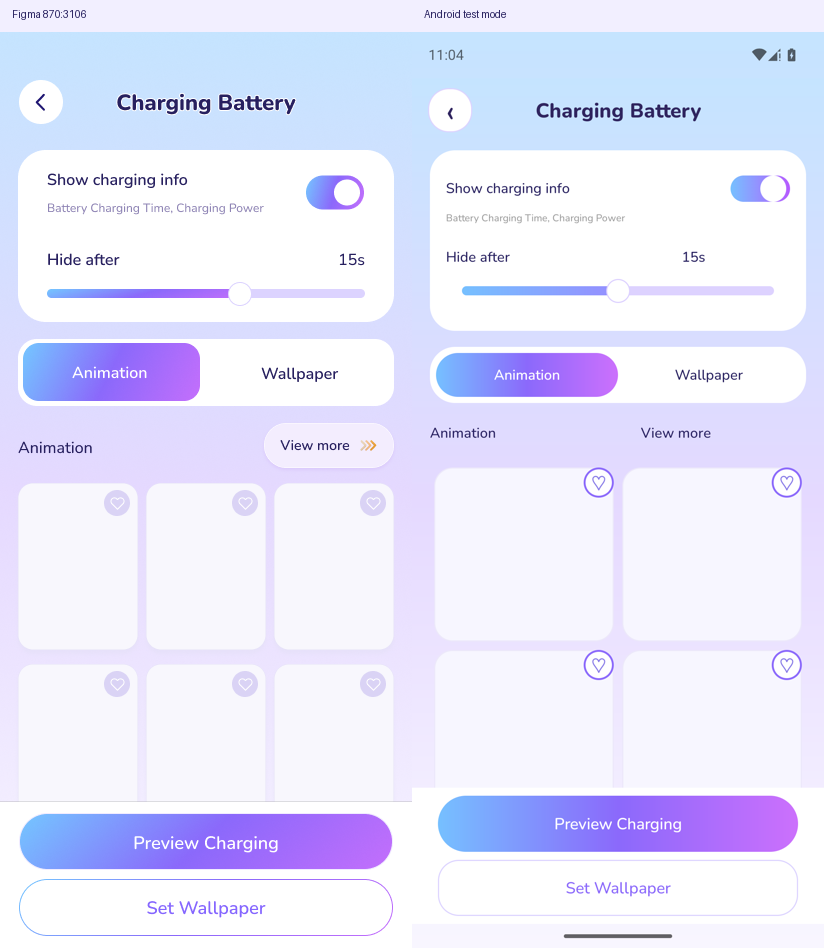 Figma 870:3106
Charging Battery
Show charging info
Battery Charging Time, Charging Power
Hide after
15s
Animation
Wallpaper
Animation
View more
Preview Charging
Set Wallpaper
Android test mode
11:04
Charging Battery
Show charging info
Battery Charging Time, Charging Power
Hide after
15s
Animation
Wallpaper
Animation
View more
Preview Charging
Set Wallpaper